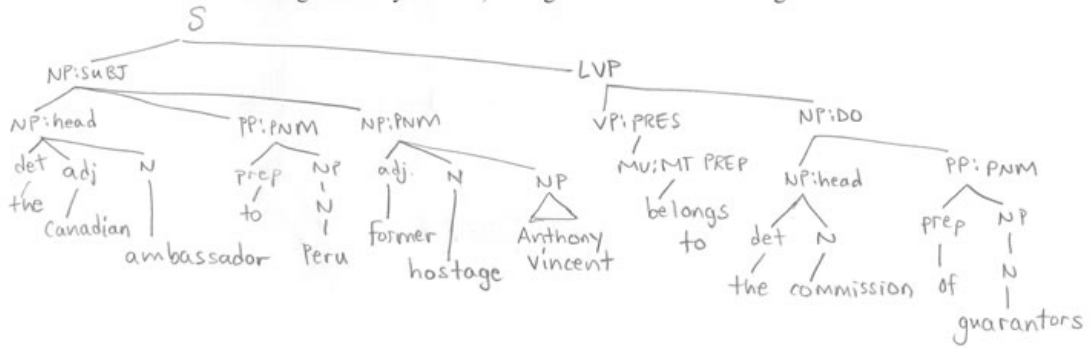 S
NP:SUBJ LVP
NP:head PP:PNM NP:PNM VP:PRES NP:DO
det adj N prep NP adj. N NP MV:MT PREP NP:head PP:PNM
the Canadian ambassador to N Peru former hostage Anthony Vincent belongs to det N prep NP
the commission of N
guarantors